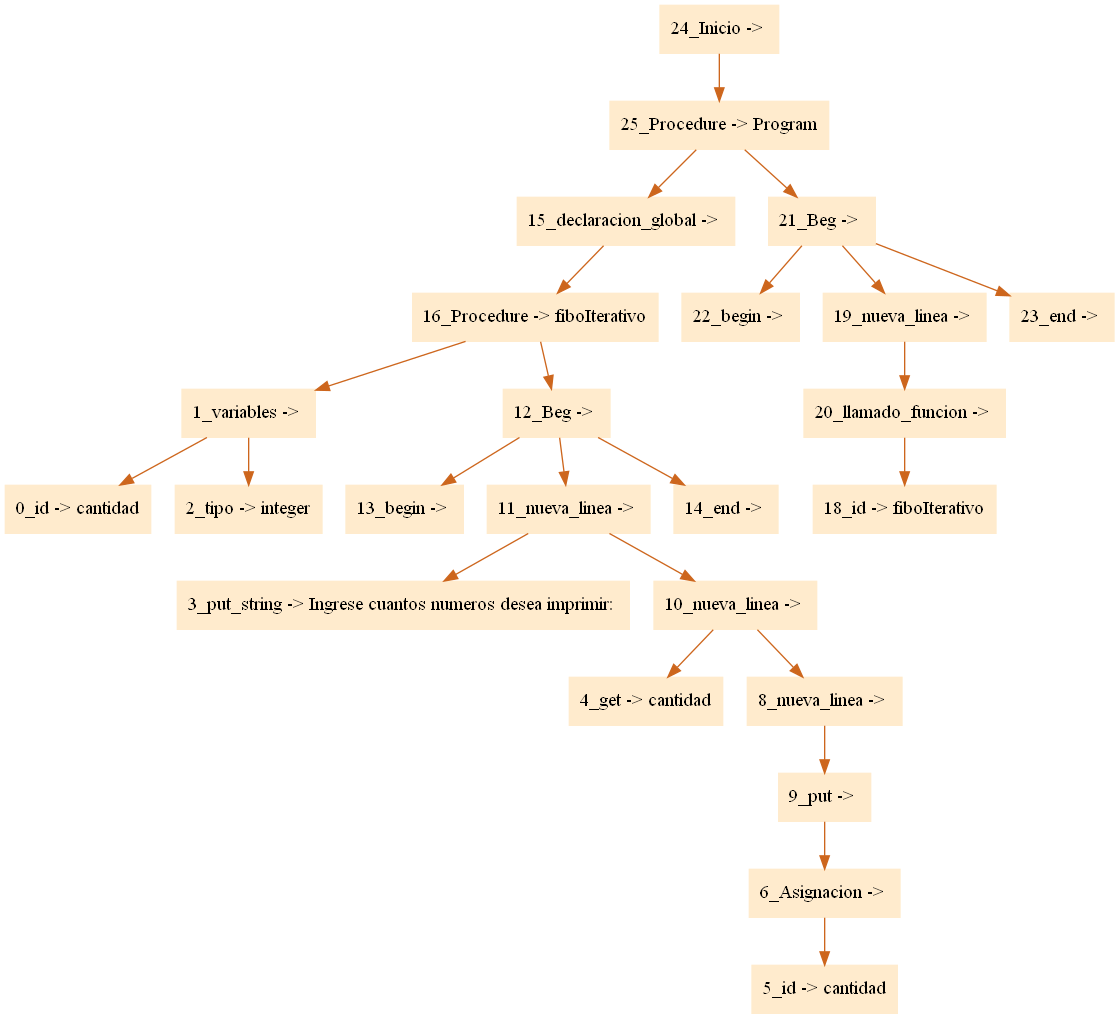 24_Inicio ->
25_Procedure -> Program
15_declaracion_global ->
21_Beg ->
16_Procedure -> fiboIterativo
22_begin ->
19_nueva_linea ->
23_end ->
1_variables ->
12_Beg ->
20_llamado_funcion ->
0_id -> cantidad
2_tipo -> integer
13_begin ->
11_nueva_linea ->
14_end ->
18_id -> fiboIterativo
3_put_string -> Ingrese cuantos numeros desea imprimir:
10_nueva_linea ->
4_get -> cantidad
8_nueva_linea ->
9_put ->
6_Asignacion ->
5_id -> cantidad